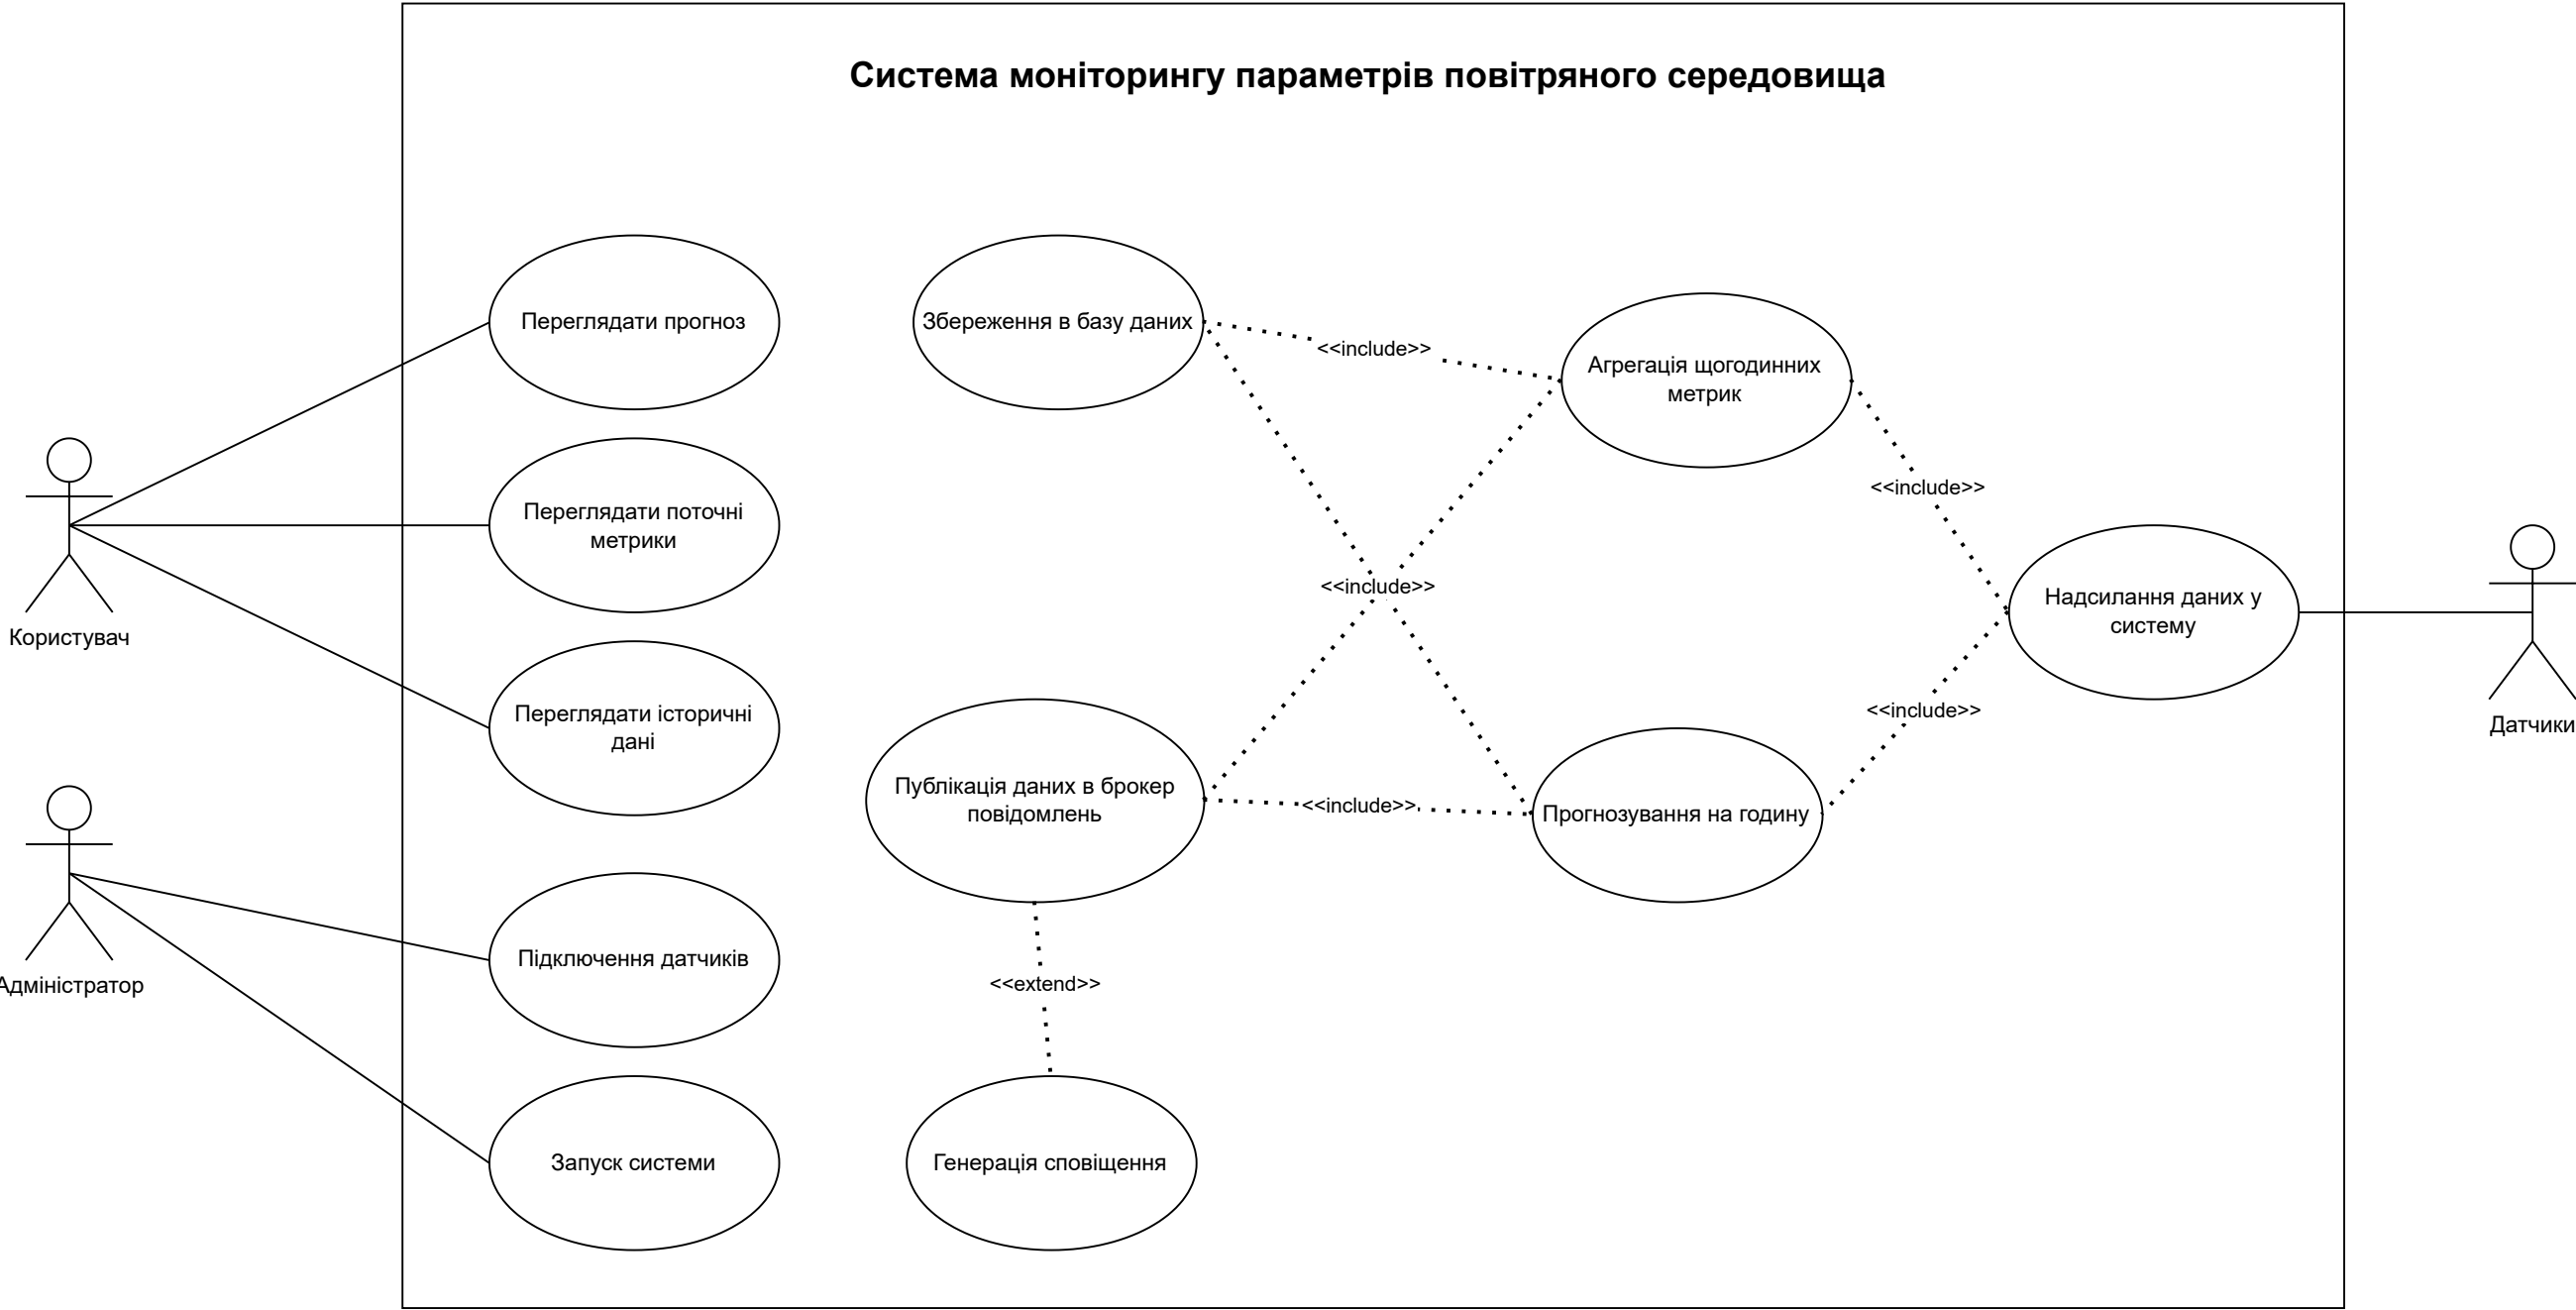 Система моніторингу параметрів повітряного середовища
Переглядати прогноз
Збереження в базу даних
<<include>>
Агрегація щогодинних
метрик
Переглядати поточні
метрики
<<include>>
<<include>>
Надсилання даних у
систему
Користувач
Переглядати історичні
дані
<<include>>
Датчики
Публікація даних в брокер
повідомлень
<<include>>
Прогнозування на годину
Підключення датчиків
Адміністратор
<<extend>>
Запуск системи
Генерація сповіщення